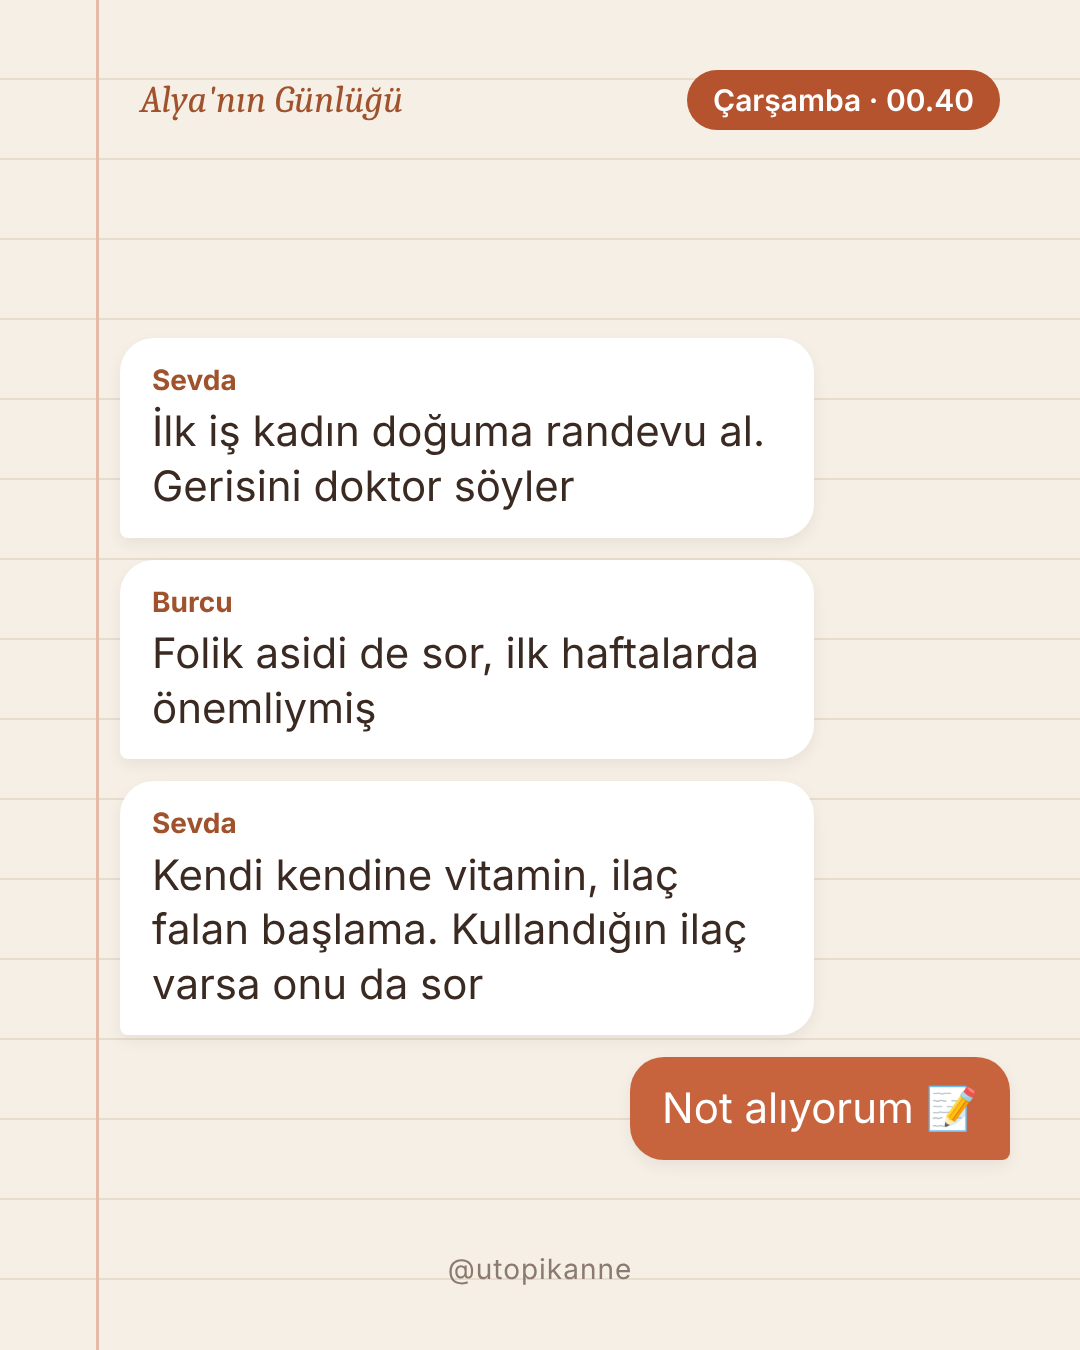 Alya'nın Günlüğü
Çarşamba · 00.40
Sevda
İlk iş kadın doğuma randevu al.
Gerisini doktor söyler
Burcu
Folik asidi de sor, ilk haftalarda
önemliymiş
Sevda
Kendi kendine vitamin, ilaç
falan başlama. Kullandığın ilaç
varsa onu da sor
Not alıyorum 📝
@utopikanne